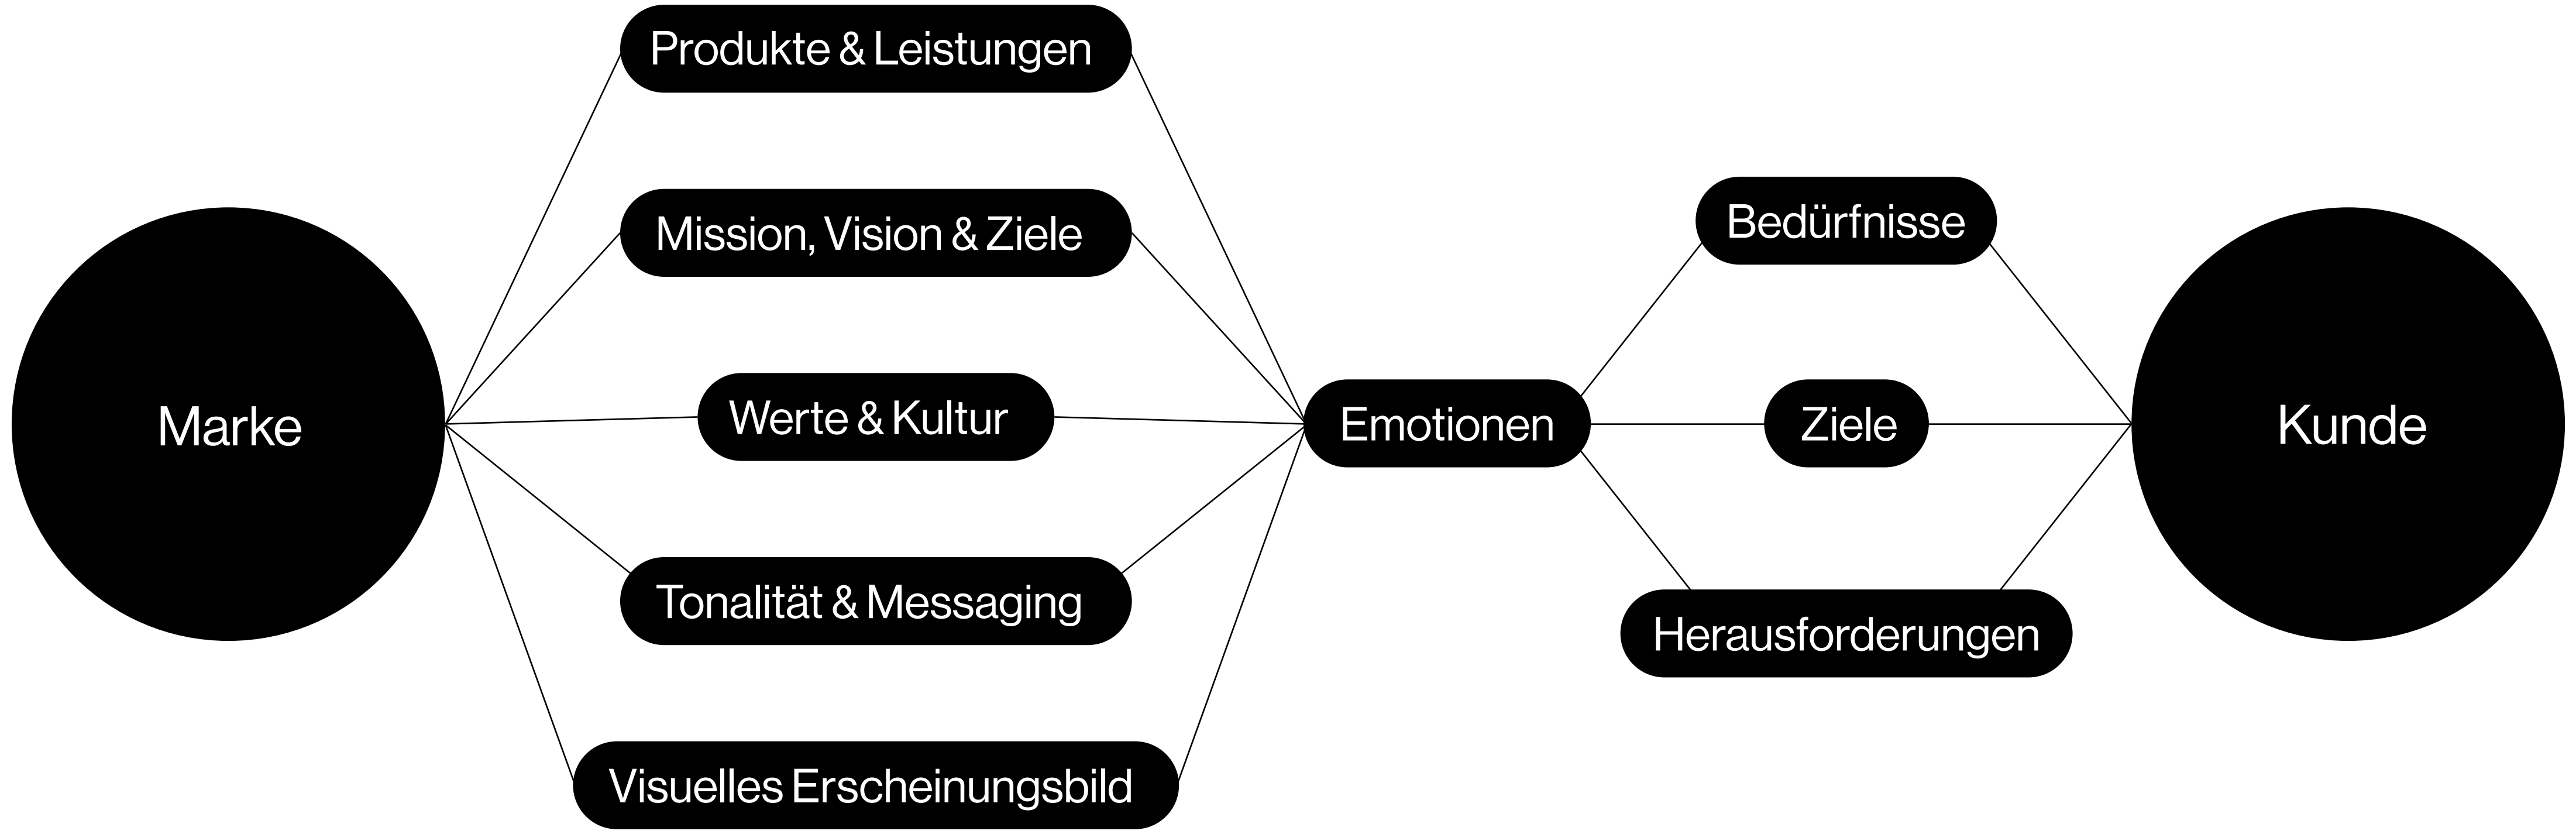 Marke
Produkte & Leistungen
Mission, Vision & Ziele
Werte & Kultur
Tonalität & Messaging
Visuelles Erscheinungsbild
Emotionen
Bedürfnisse
Ziele
Herausforderungen
Kunde